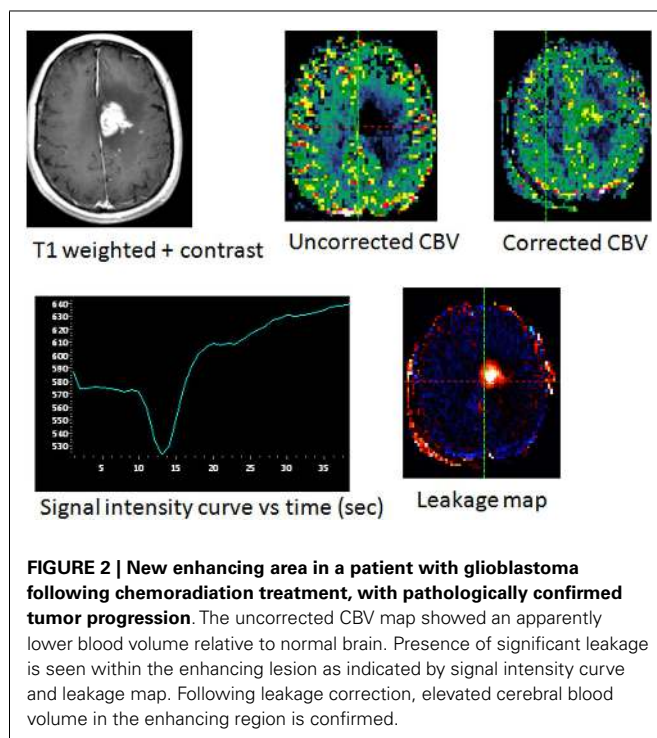 T1 weighted + contrast
Uncorrected CBV
Corrected CBV
640
630
620
610
600
590
580
570
560
550
540
530
5 10 15 20 25 30 35
Signal intensity curve vs time (sec)
Leakage map
FIGURE 2 | New enhancing area in a patient with glioblastoma
following chemoradiation treatment, with pathologically confirmed
tumor progression. The uncorrected CBV map showed an apparently
lower blood volume relative to normal brain. Presence of significant leakage
is seen within the enhancing lesion as indicated by signal intensity curve
and leakage map. Following leakage correction, elevated cerebral blood
volume in the enhancing region is confirmed.